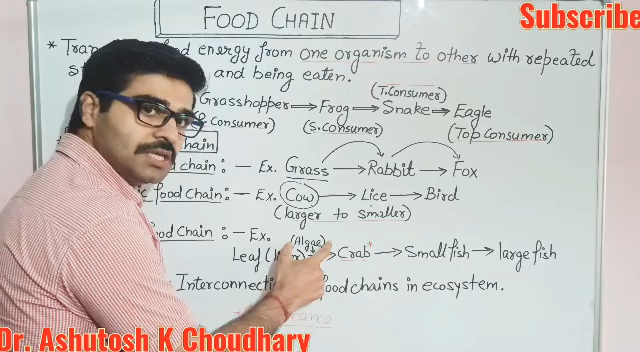 FOOD CHAIN
Subscribe
* food energy from one organism to other with repeated
and being eaten.
(T.Consumer)
Grasshopper → Frog → Snake → Eagle
Consumer) (S.Consumer) (Top consumer)
chain
chain :- Ex. Grass → Rabbit → Fox
food chain :- Ex. Cow → Lice → Bird
(larger to smaller)
food chain :- Ex. (Algae)
Leaf → Crab → Small fish → large fish
- food chains in ecosystem.
Dr. Ashutosh K Choudhary